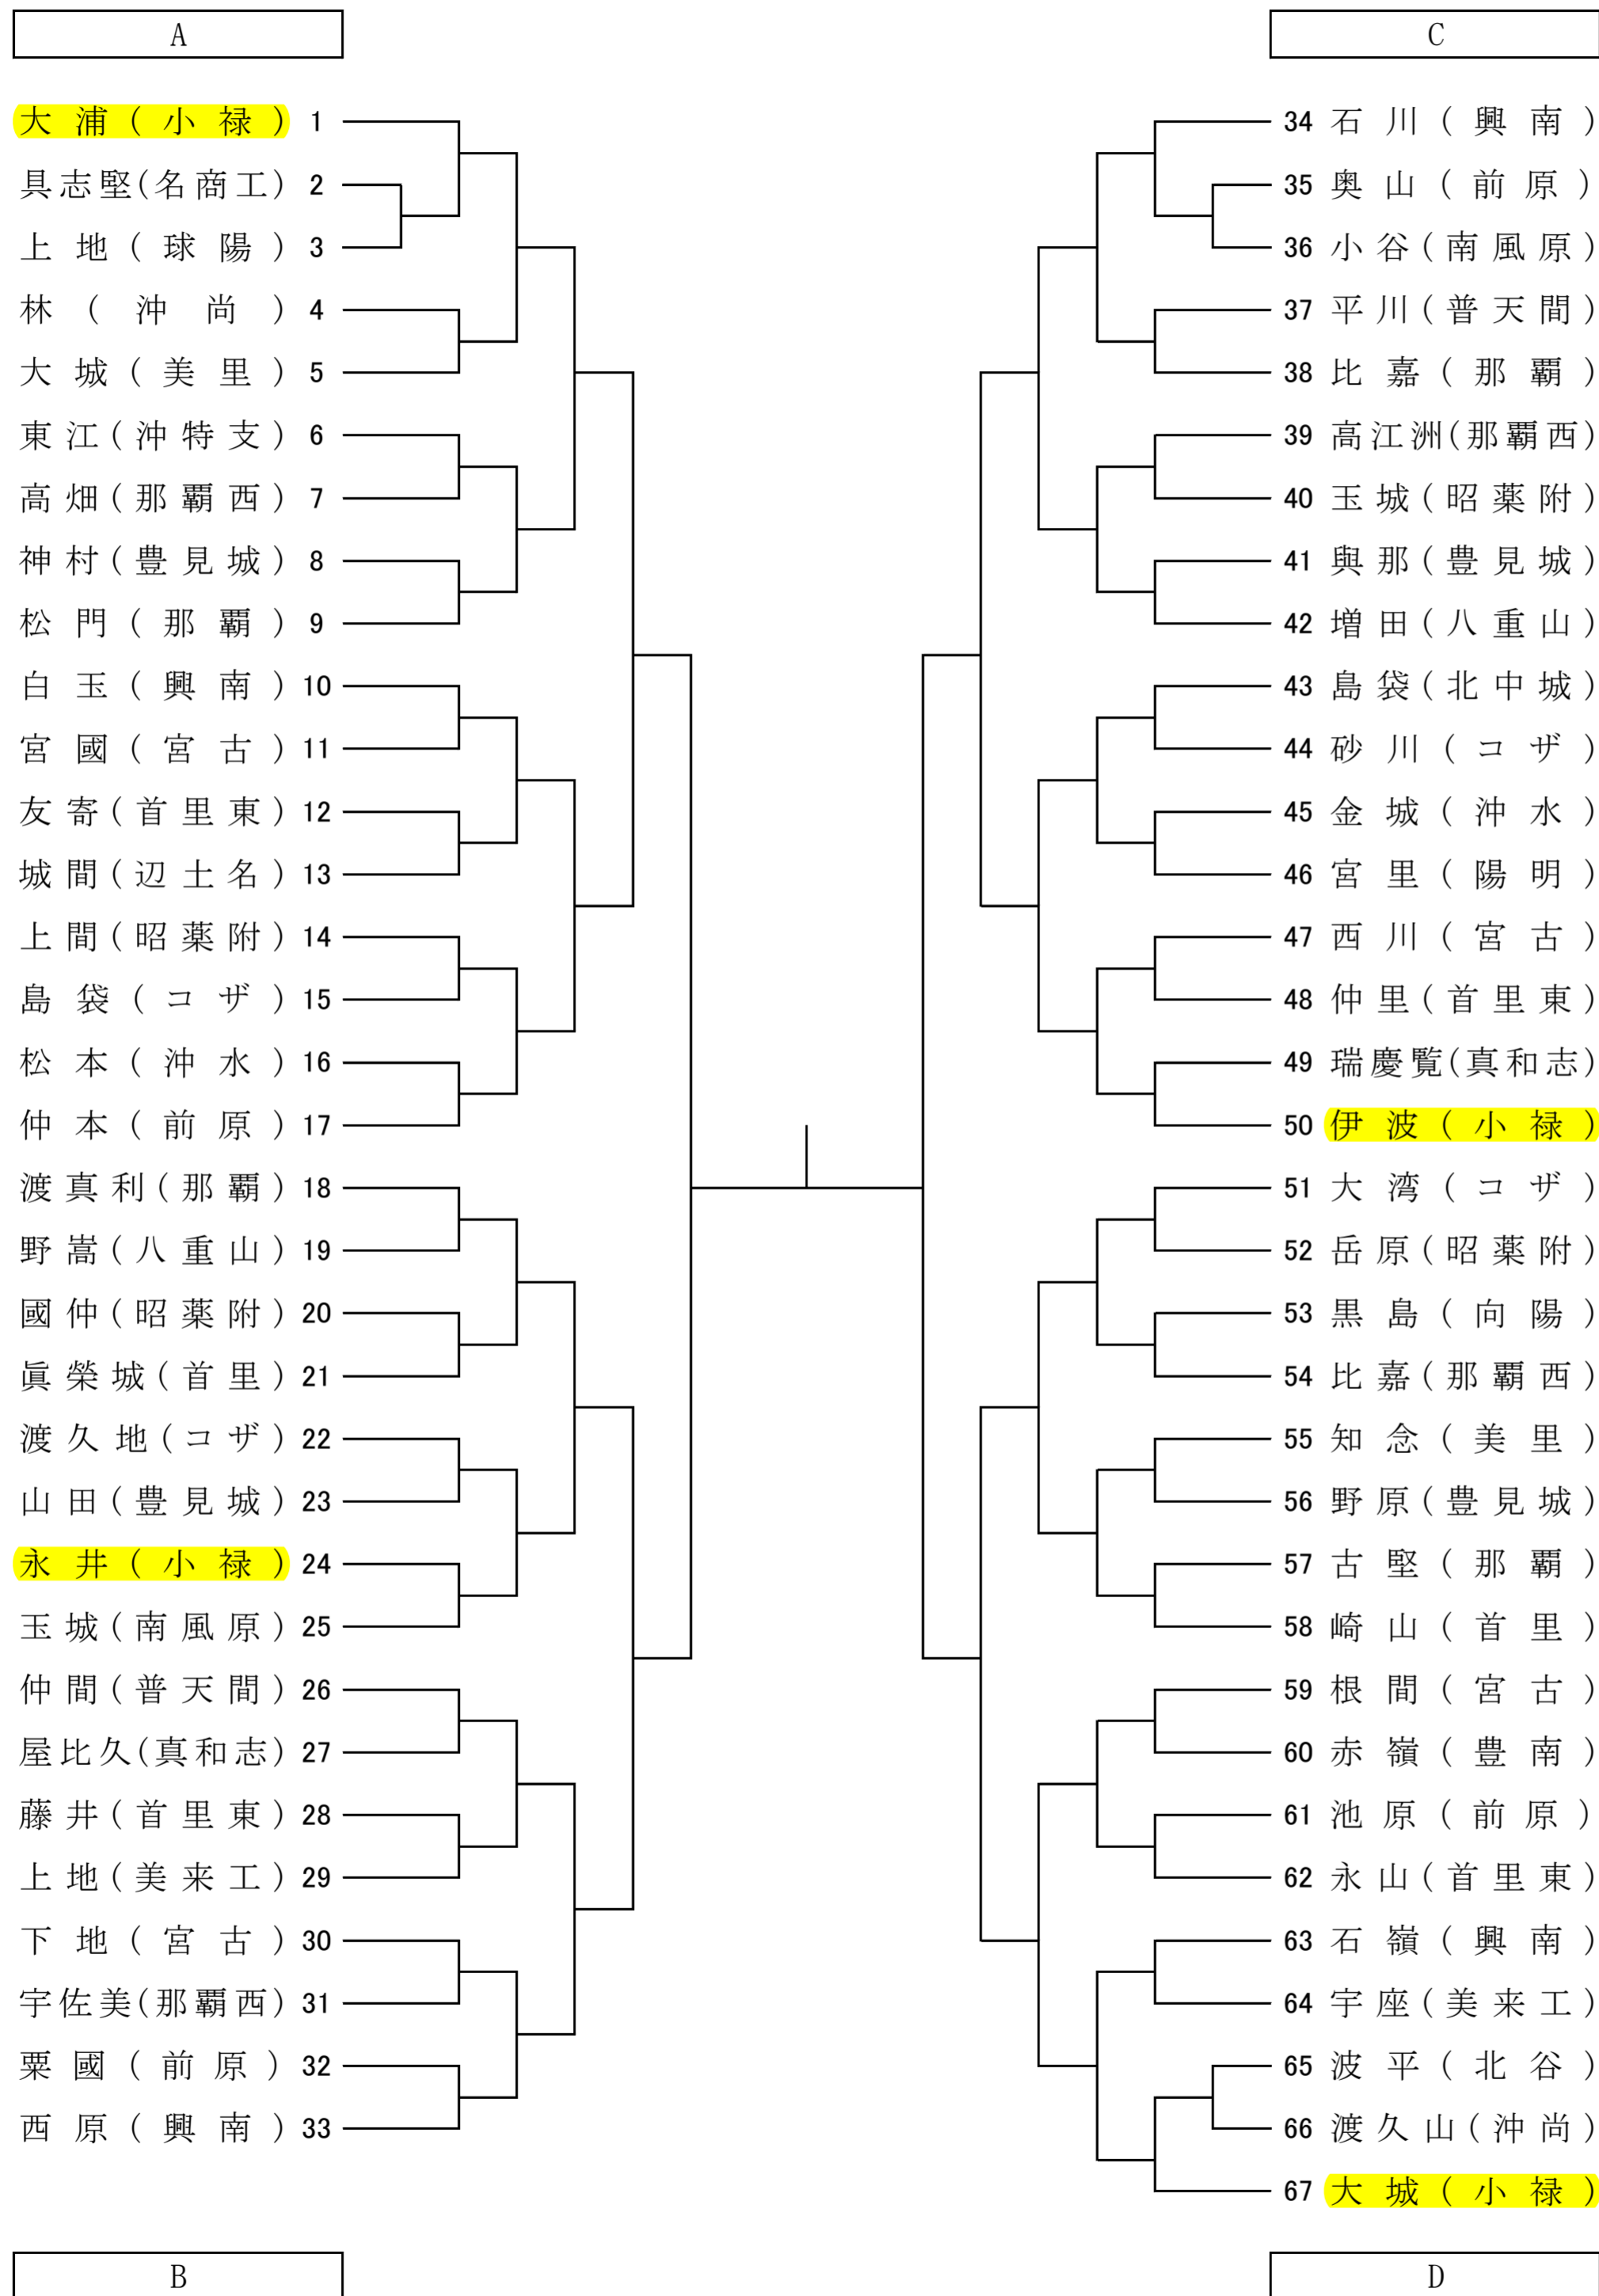 A
大浦(小禄) 1
具志堅(名商工) 2
上地(球陽) 3
林(沖尚) 4
大城(美里) 5
東江(沖特支) 6
高畑(那覇西) 7
神村(豊見城) 8
松門(那覇) 9
白玉(興南) 10
宮國(宮古) 11
友寄(首里東) 12
城間(辺土名) 13
上間(昭薬附) 14
島袋(コザ) 15
松本(沖水) 16
仲本(前原) 17
渡真利(那覇) 18
野嵩(八重山) 19
國仲(昭薬附) 20
眞榮城(首里) 21
渡久地(コザ) 22
山田(豊見城) 23
永井(小禄) 24
玉城(南風原) 25
仲間(普天間) 26
屋比久(真和志) 27
藤井(首里東) 28
上地(美来工) 29
下地(宮古) 30
宇佐美(那覇西) 31
粟國(前原) 32
西原(興南) 33
B
C
34 石川(興南)
35 奥山(前原)
36 小谷(南風原)
37 平川(普天間)
38 比嘉(那覇)
39 高江洲(那覇西)
40 玉城(昭薬附)
41 與那(豊見城)
42 増田(八重山)
43 島袋(北中城)
44 砂川(コザ)
45 金城(沖水)
46 宮里(陽明)
47 西川(宮古)
48 仲里(首里東)
49 瑞慶覧(真和志)
50 伊波(小禄)
51 大湾(コザ)
52 岳原(昭薬附)
53 黒島(向陽)
54 比嘉(那覇西)
55 知念(美里)
56 野原(豊見城)
57 古堅(那覇)
58 崎山(首里)
59 根間(宮古)
60 赤嶺(豊南)
61 池原(前原)
62 永山(首里東)
63 石嶺(興南)
64 宇座(美来工)
65 波平(北谷)
66 渡久山(沖尚)
67 大城(小禄)
D